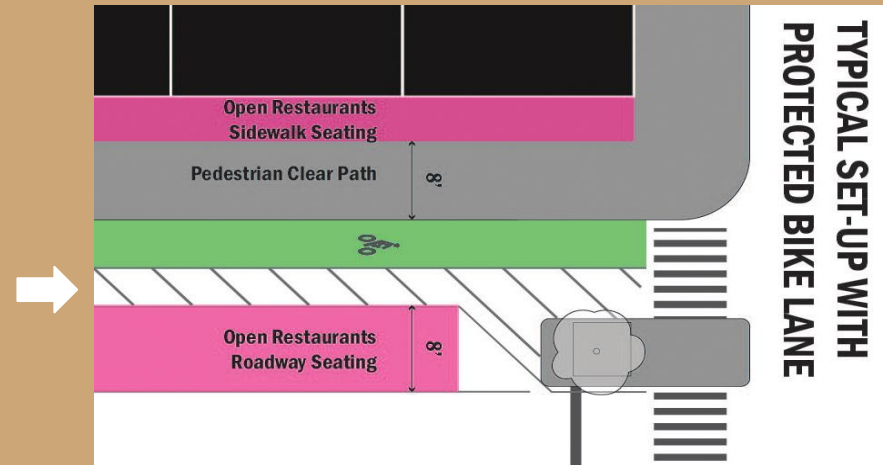 Open Restaurants
Sidewalk Seating
Pedestrian Clear Path
8'
Open Restaurants
Roadway Seating
8'
TYPICAL SET-UP WITH
PROTECTED BIKE LANE